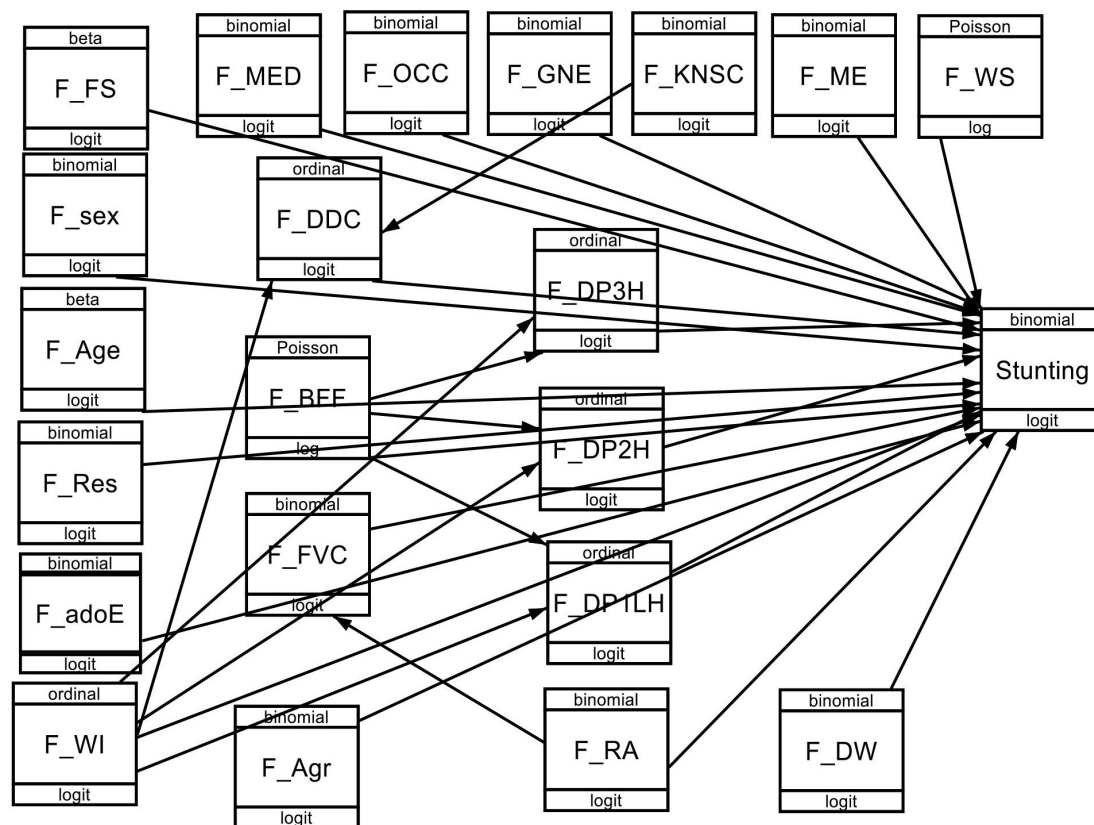 beta
F_FS
logit
binomial
F_MED
logit
binomial
F_OCC
logit
binomial
F_GNE
logit
binomial
F_KNSC
logit
binomial
F_ME
logit
Poisson
F_WS
log
binomial
F_sex
logit
ordinal
F_DDC
logit
ordinal
F_DP3H
logit
beta
F_Age
logit
Poisson
F_BFF
log
binomial
Stunting
logit
ordinal
F_DP2H
logit
binomial
F_Res
logit
binomial
F_FVC
logit
ordinal
F_DP1LH
logit
binomial
F_adoE
logit
ordinal
F_WI
logit
binomial
F_Agr
logit
binomial
F_RA
logit
binomial
F_DW
logit